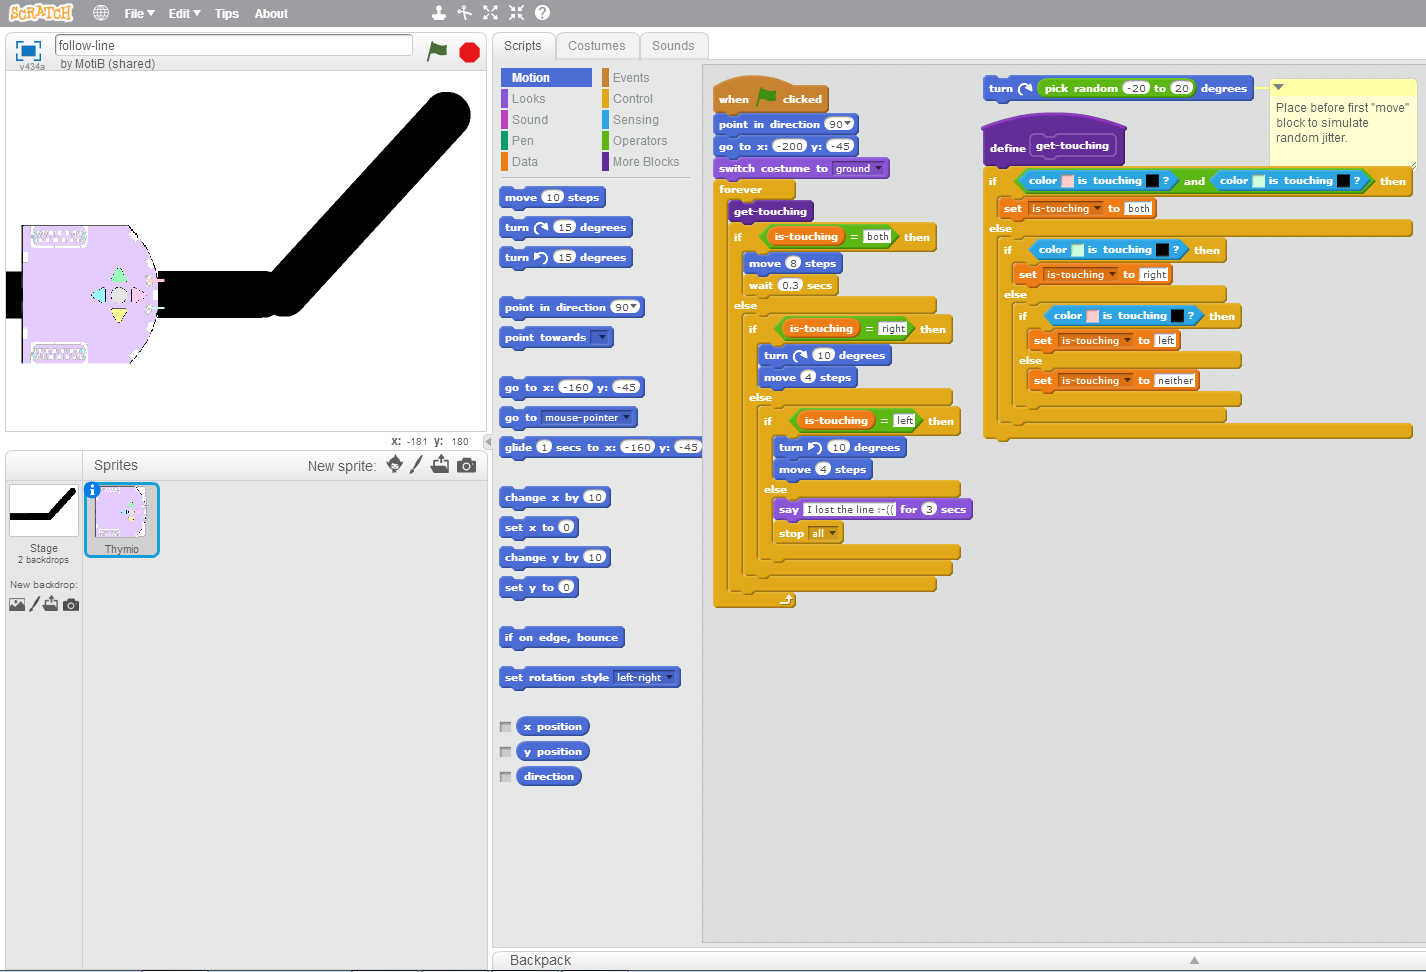 SCRATCH File Edit Tips About
follow-line
by MotiB (shared)
v434a
x: -181 y: 180
Sprites New sprite:
Stage
2 backdrops
New backdrop:
Thymio
Scripts Costumes Sounds
Motion Events
Looks Control
Sound Sensing
Pen Operators
Data More Blocks
move 10 steps
turn 15 degrees
turn 15 degrees
point in direction 90
point towards
go to x: -160 y: -45
go to mouse-pointer
glide 1 secs to x: -160 y: -45
change x by 10
set x to 0
change y by 10
set y to 0
if on edge, bounce
set rotation style left-right
x position
y position
direction
when clicked
point in direction 90
go to x: -200 y: -45
switch costume to ground
forever
get-touching
if is-touching = both then
move 8 steps
wait 0.3 secs
else
if is-touching = right then
turn 10 degrees
move 4 steps
else
if is-touching = left then
turn 10 degrees
move 4 steps
else
say I lost the line :-(( for 3 secs
stop all
turn pick random -20 to 20 degrees
Place before first "move"
block to simulate
random jitter.
define get-touching
if color is touching ? and color is touching ? then
set is-touching to both
else
if color is touching ? then
set is-touching to right
else
if color is touching ? then
set is-touching to left
else
set is-touching to neither
Backpack